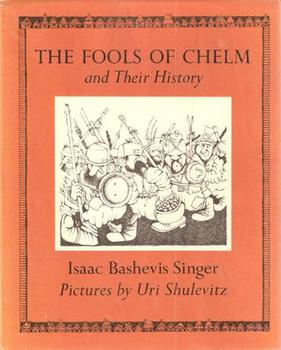 THE FOOLS OF CHELM
and Their History
Isaac Bashevis Singer
Pictures by Uri Shulevitz